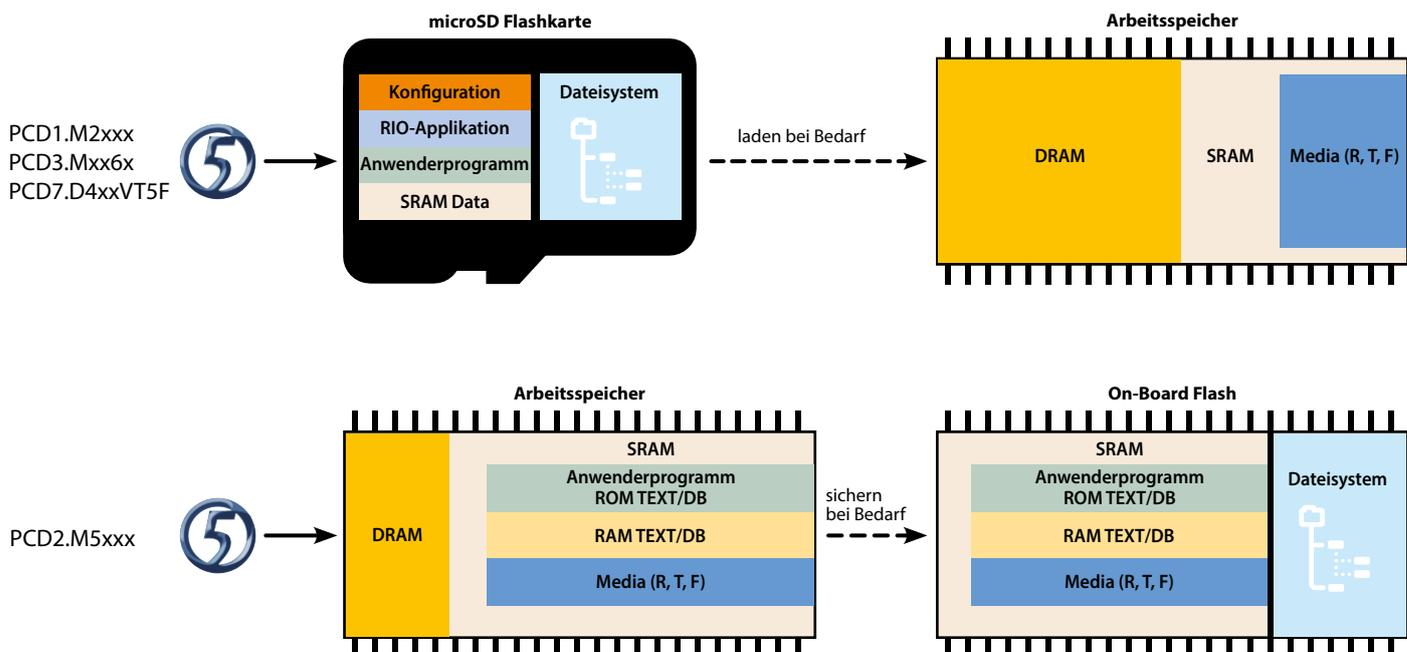 microSD Flashkarte
Arbeitsspeicher
PCD1.M2xxx
PCD3.Mxx6x
PCD7.D4xxVT5F
5
Konfiguration
RIO-Applikation
Anwenderprogramm
SRAM Data
Dateisystem
laden bei Bedarf
DRAM
SRAM
Media (R, T, F)
Arbeitsspeicher
On-Board Flash
PCD2.M5xxx
5
DRAM
SRAM
Anwenderprogramm
ROM TEXT/DB
RAM TEXT/DB
Media (R, T, F)
sichern
bei Bedarf
SRAM
Anwenderprogramm
ROM TEXT/DB
RAM TEXT/DB
Media (R, T, F)
Dateisystem